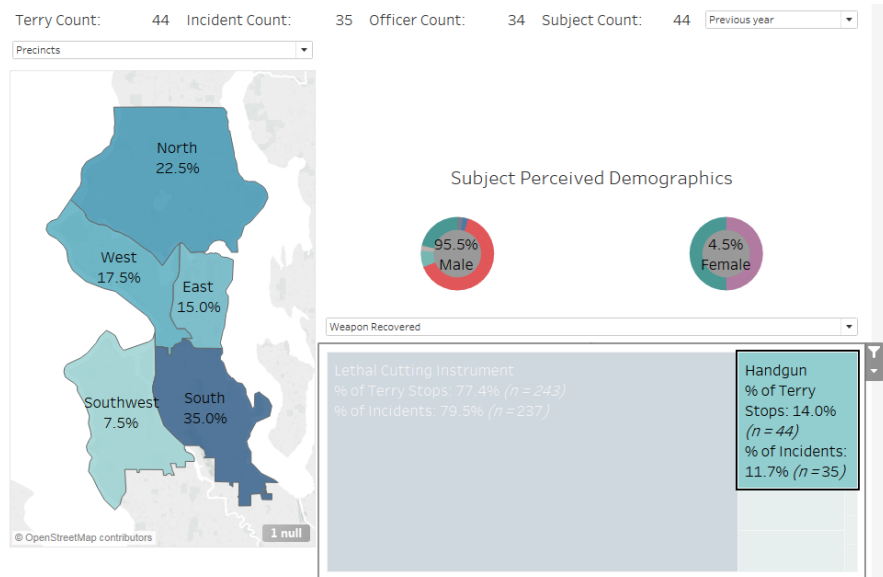 Terry Count: 44 Incident Count: 35 Officer Count: 34 Subject Count: 44 Previous year
Precincts
North
22.5%
West
17.5%
East
15.0%
Southwest
7.5%
South
35.0%
© OpenStreetMap contributors
1 null
Subject Perceived Demographics
95.5%
Male
4.5%
Female
Weapon Recovered
Lethal Cutting Instrument
% of Terry Stops: 77.4% (n = 243)
% of Incidents: 79.5% (n = 237)
Handgun
% of Terry
Stops: 14.0%
(n = 44)
% of Incidents:
11.7% (n = 35)